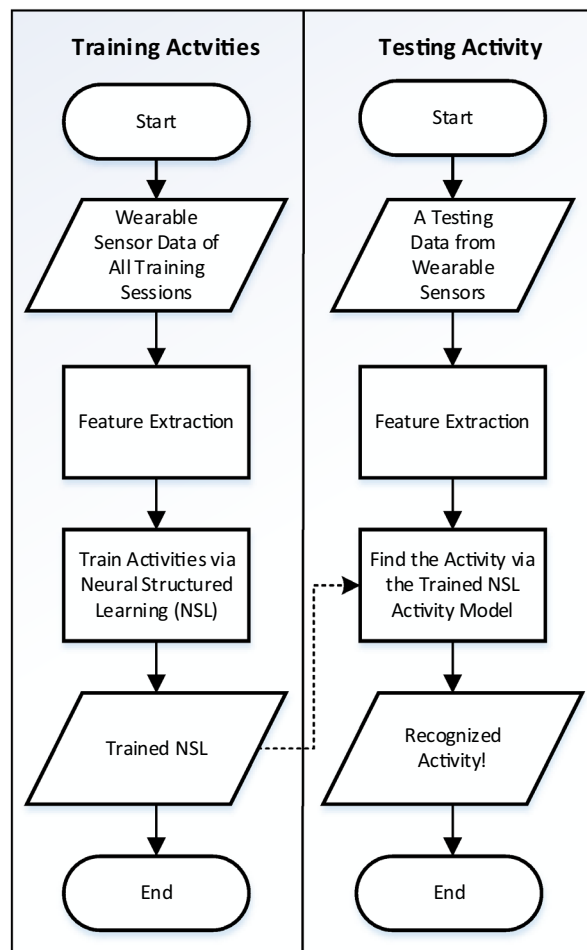 Training Actvities
Start
Wearable
Sensor Data of
All Training
Sessions
Feature Extraction
Train Activities via
Neural Structured
Learning (NSL)
Trained NSL
End
Testing Activity
Start
A Testing
Data from
Wearable
Sensors
Feature Extraction
Find the Activity via
the Trained NSL
Activity Model
Recognized
Activity!
End